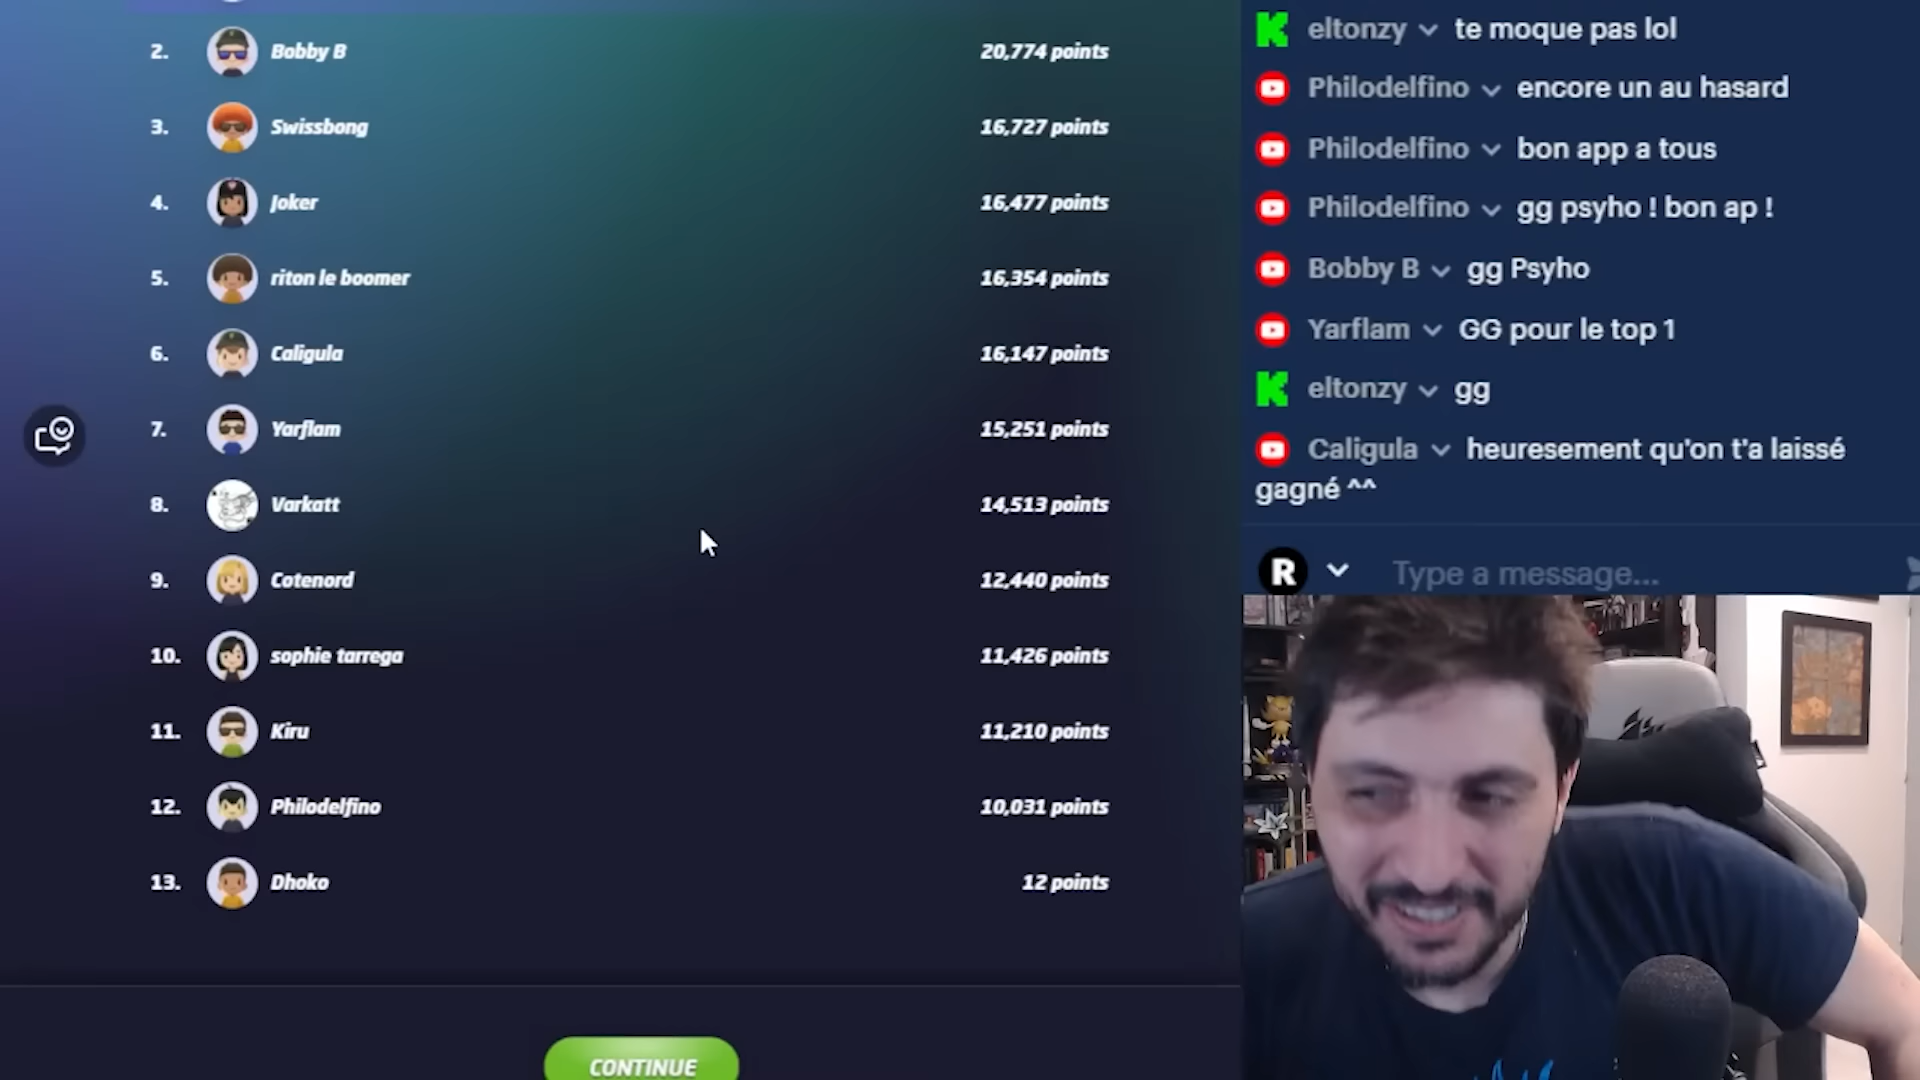 2. Bobby B 20,774 points
3. Swissbong 16,727 points
4. Joker 16,477 points
5. riton le boomer 16,354 points
6. Caligula 16,147 points
7. Yarflam 15,251 points
8. Varkatt 14,513 points
9. Cotenord 12,440 points
10. sophie tarrega 11,426 points
11. Kiru 11,210 points
12. Philodelfino 10,031 points
13. Dhoko 12 points
CONTINUE
eltonzy te moque pas lol
Philodelfino encore un au hasard
Philodelfino bon app a tous
Philodelfino gg psyho ! bon ap !
Bobby B gg Psyho
Yarflam GG pour le top 1
eltonzy gg
Caligula heuresement qu'on t'a laissé
gagné ^^
R Type a message...